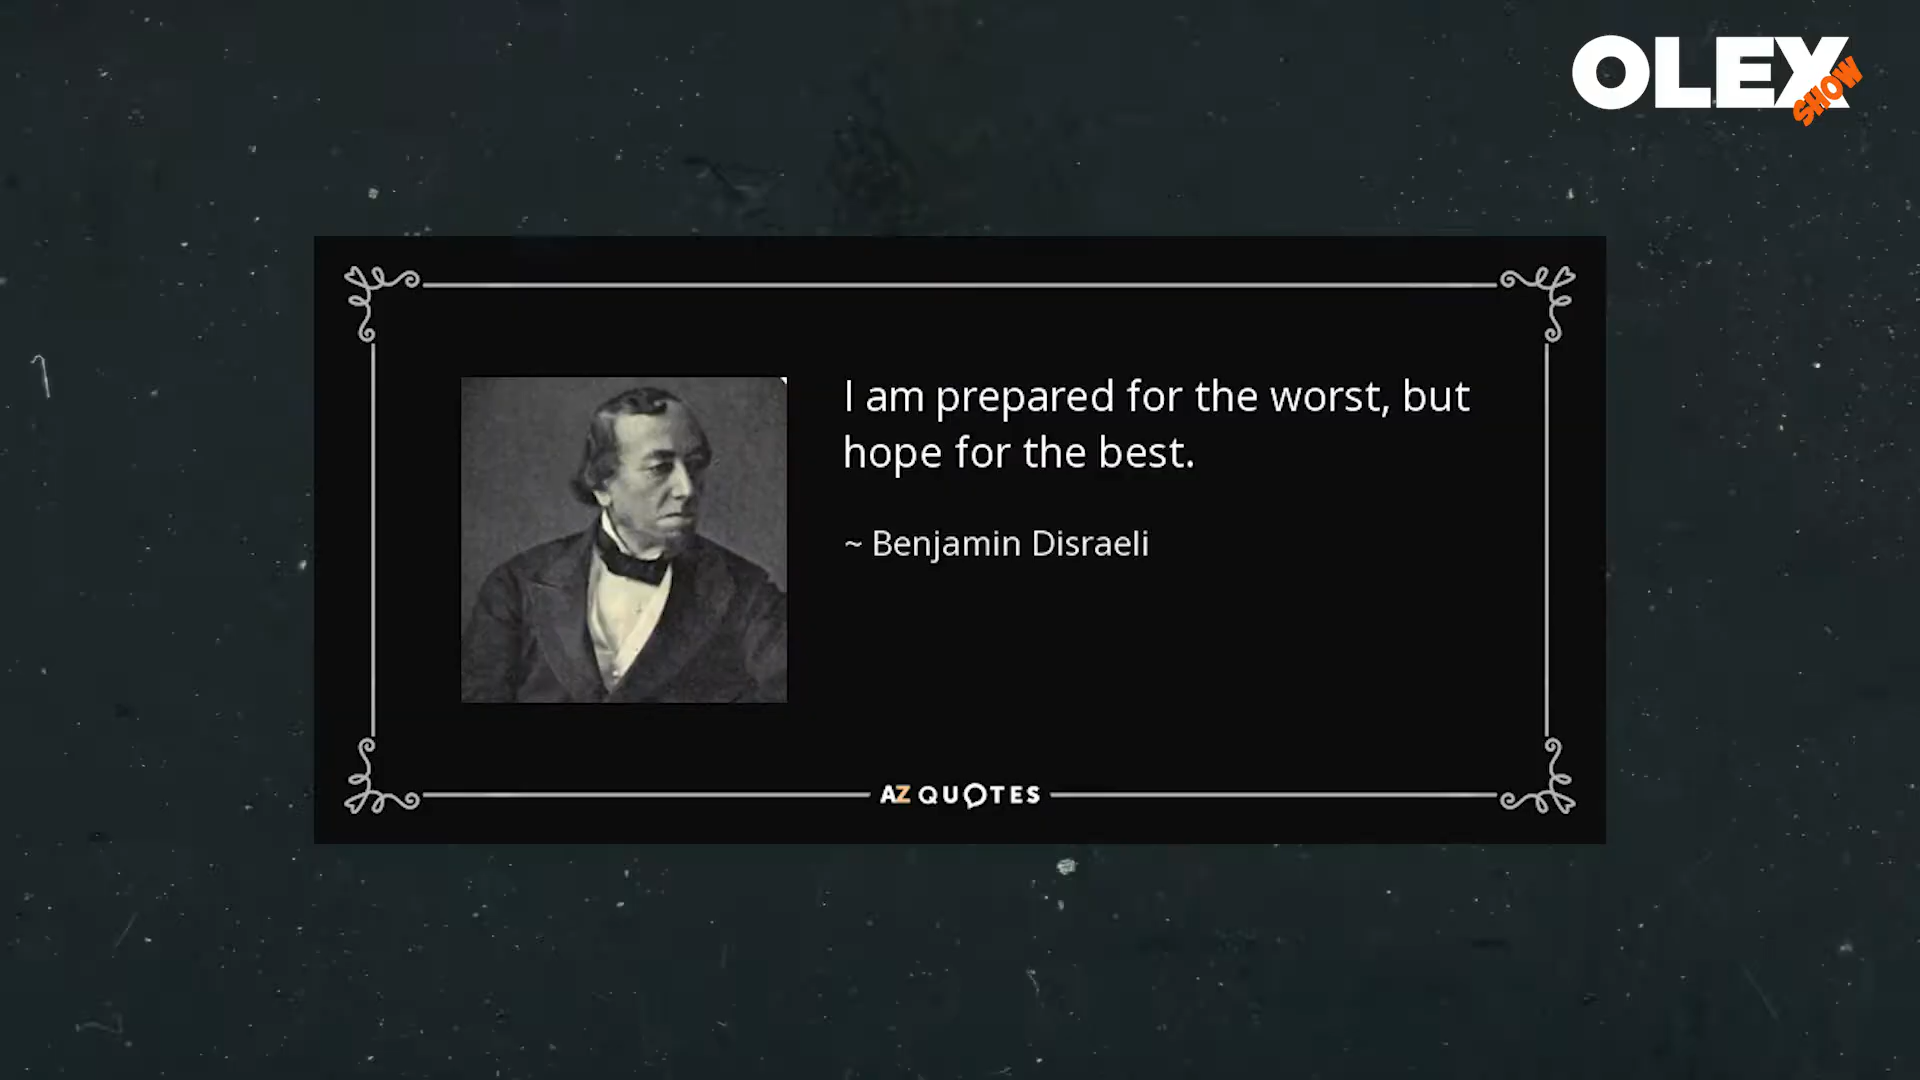 OLEX
SHOW
I am prepared for the worst, but
hope for the best.
~ Benjamin Disraeli
AZ QUOTES